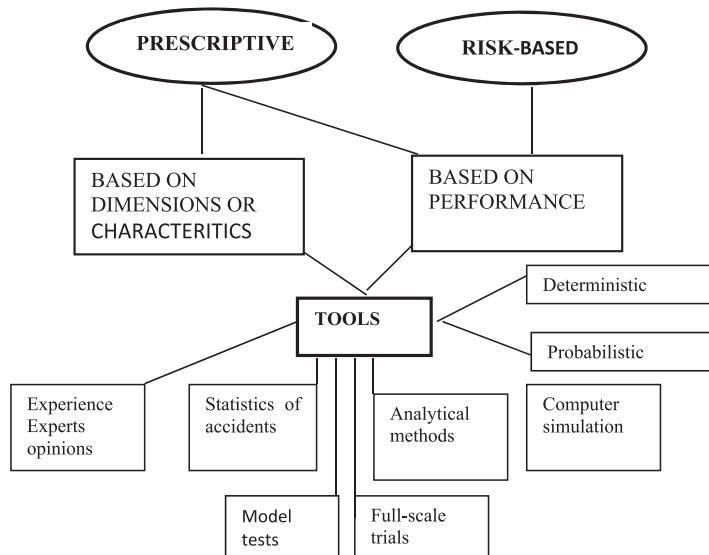 PRESCRIPTIVE
RISK-BASED
BASED ON
DIMENSIONS OR
CHARACTERITICS
BASED ON
PERFORMANCE
TOOLS
Deterministic
Probabilistic
Experience
Experts
opinions
Statistics of
accidents
Analytical
methods
Computer
simulation
Model
tests
Full-scale
trials